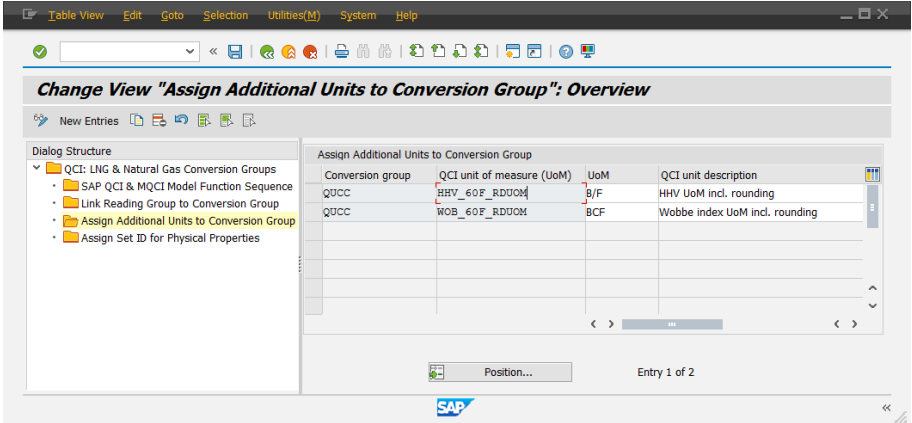 Table View Edit Goto Selection Utilities(M) System Help
Change View "Assign Additional Units to Conversion Group": Overview
New Entries
Dialog Structure
QCI: LNG & Natural Gas Conversion Groups
SAP QCI & MQCI Model Function Sequence
Link Reading Group to Conversion Group
Assign Additional Units to Conversion Group
Assign Set ID for Physical Properties
Assign Additional Units to Conversion Group
Conversion group QCI unit of measure (UoM) UoM QCI unit description
QUCC HHV_60F_RDUOM B/F HHV UoM incl. rounding
QUCC WOB_60F_RDUOM BCF Wobbe index UoM incl. rounding
Position... Entry 1 of 2
SAP